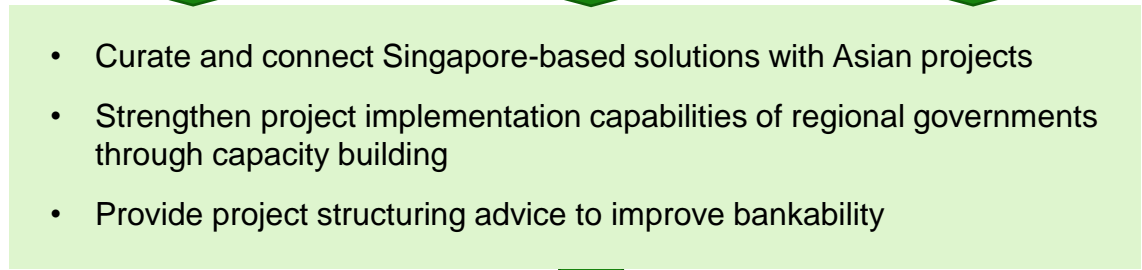 • Curate and connect Singapore-based solutions with Asian projects
• Strengthen project implementation capabilities of regional governments
through capacity building
• Provide project structuring advice to improve bankability